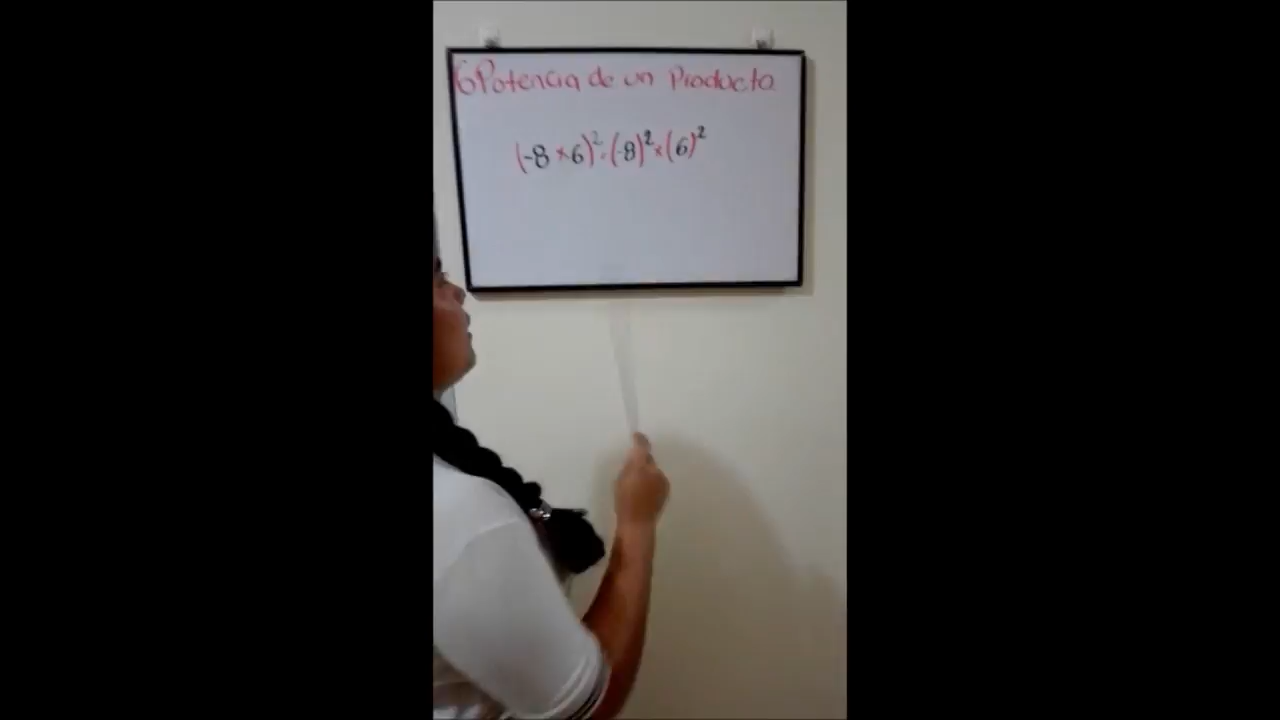 6 Potencia de un Producto
(-8 × 6)² = (-8)² × (6)²